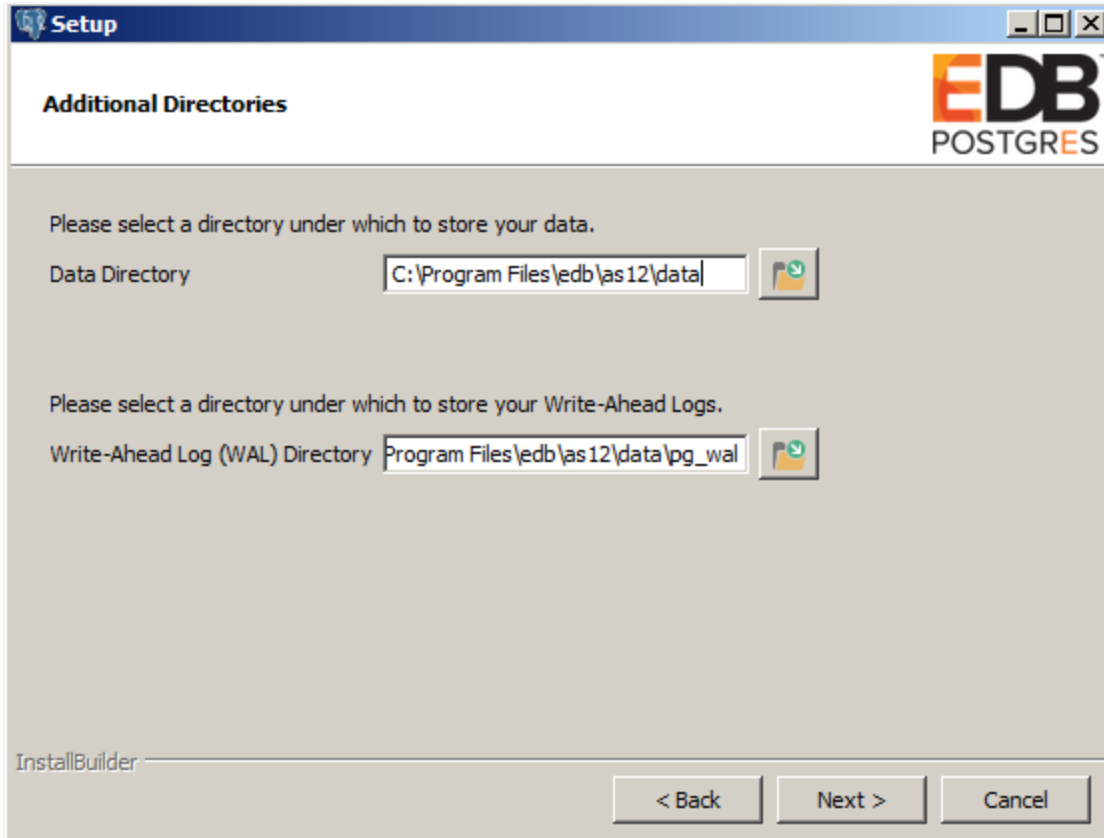 Setup
Additional Directories
EDB
POSTGRES
Please select a directory under which to store your data.
Data Directory C:\Program Files\edb\as12\data
Please select a directory under which to store your Write-Ahead Logs.
Write-Ahead Log (WAL) Directory Program Files\edb\as12\data\pg_wal
InstallBuilder
< Back Next > Cancel